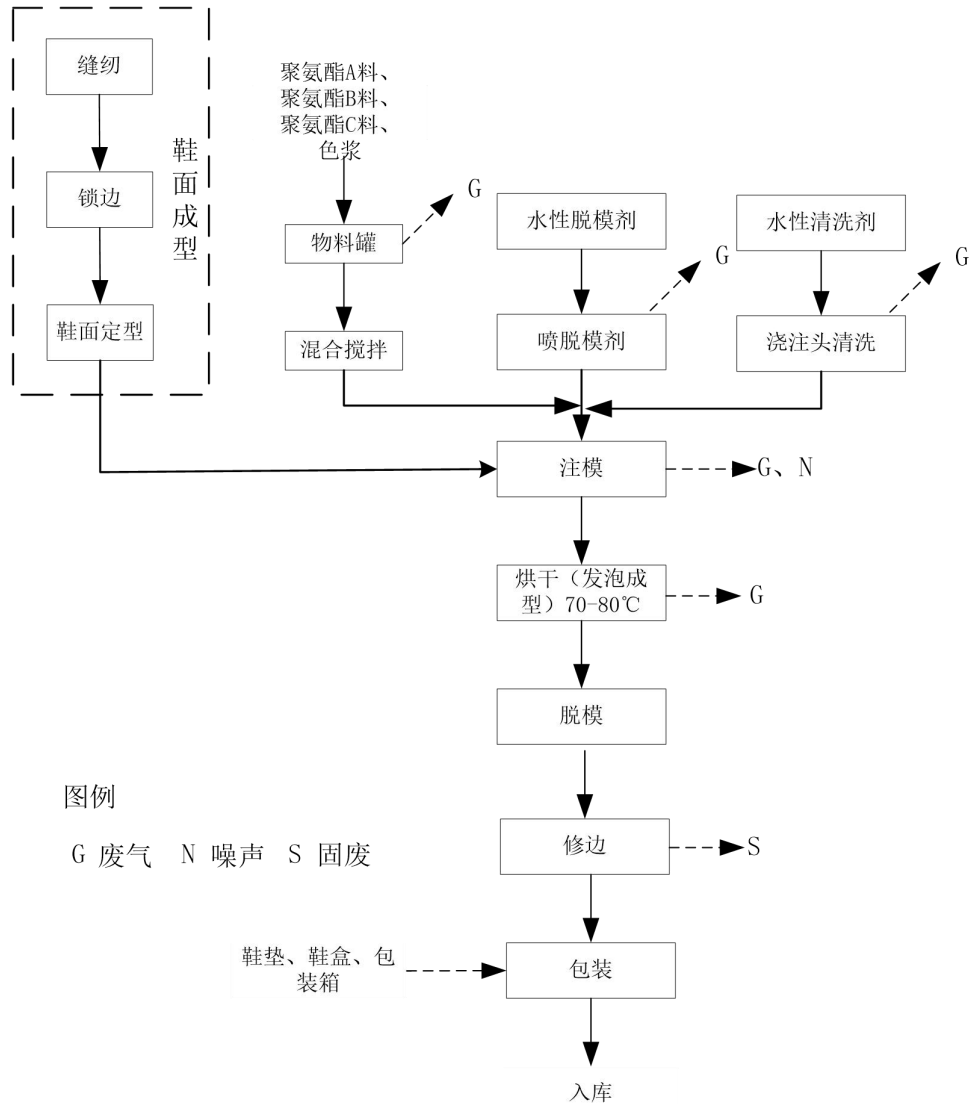 缝纫
锁边
鞋面定型
鞋面成型
聚氨酯A料、
聚氨酯B料、
聚氨酯C料、
色浆
G
物料罐
混合搅拌
水性脱模剂
G
喷脱模剂
水性清洗剂
G
浇注头清洗
注模
G、N
烘干（发泡成
型）70-80℃
G
脱模
图例
G 废气 N 噪声 S 固废
修边
S
鞋垫、鞋盒、包
装箱
包装
入库